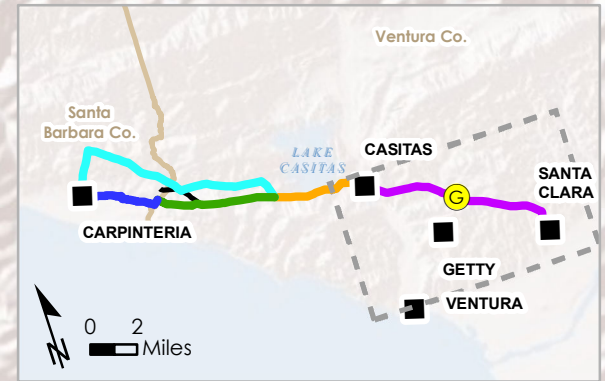 Ventura Co.
Santa
Barbara Co.
LAKE
CASITAS
CASITAS
SANTA
CLARA
G
CARPINTERIA
GETTY
VENTURA
N
0 2
Miles